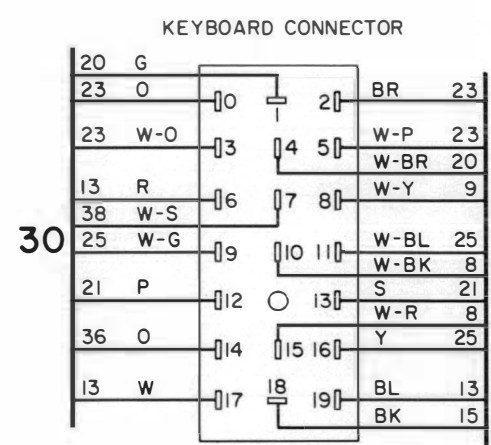 KEYBOARD CONNECTOR
20 G
23 O
0 1 2
BR 23
23 W-O
3 4 5
W-P 23
W-BR 20
13 R
6 7 8
W-Y 9
38 W-S
30
25 W-G
9 10 11
W-BL 25
W-BK 8
21 P
12 13
S 21
W-R 8
36 O
14 15 16
Y 25
13 W
17 18 19
BL 13
BK 15